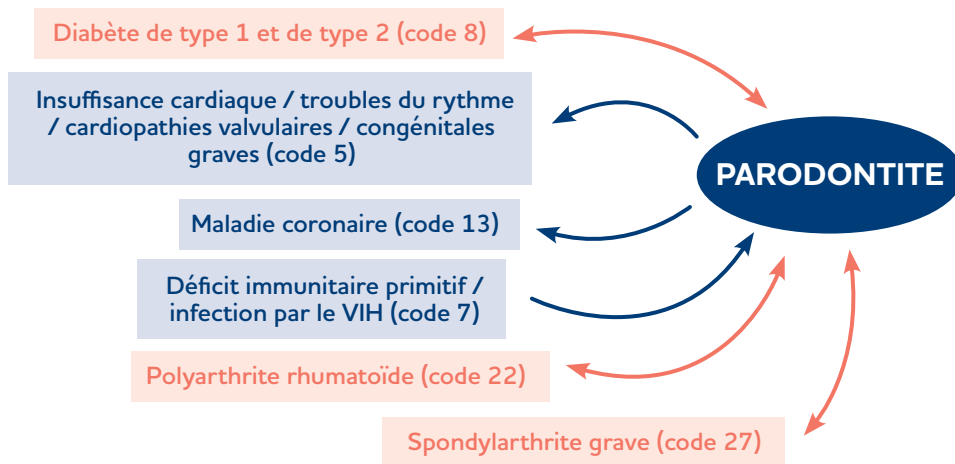 Diabète de type 1 et de type 2 (code 8)
Insuffisance cardiaque / troubles du rythme
/ cardiopathies valvulaires / congénitales
graves (code 5)
PARODONTITE
Maladie coronaire (code 13)
Déficit immunitaire primitif /
infection par le VIH (code 7)
Polyarthrite rhumatoïde (code 22)
Spondylarthrite grave (code 27)